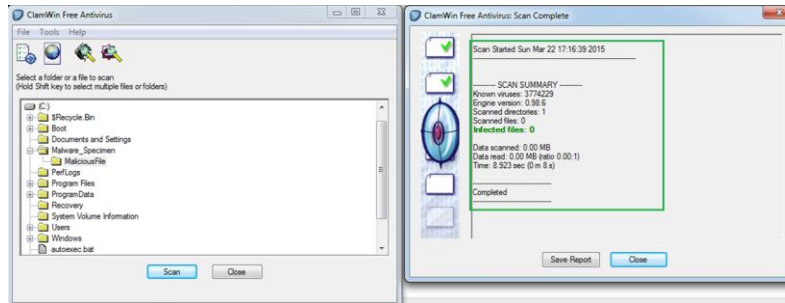 ClamWin Free Antivirus
File Tools Help
Select a folder or a file to scan
(Hold Shift key to select multiple files or folders)
(C:)
$Recycle.Bin
Boot
Documents and Settings
Malware_Specimen
MaliciousFile
PerfLogs
Program Files
ProgramData
Recovery
System Volume Information
Users
Windows
autoexec.bat
Scan Close
ClamWin Free Antivirus: Scan Complete
Scan Started Sun Mar 22 17:16:39 2015
----------- SCAN SUMMARY -----------
Known viruses: 3774229
Engine version: 0.98.6
Scanned directories: 1
Scanned files: 0
Infected files: 0
Data scanned: 0.00 MB
Data read: 0.00 MB (ratio 0.00:1)
Time: 8.923 sec (0 m 8 s)
Completed
Save Report Close